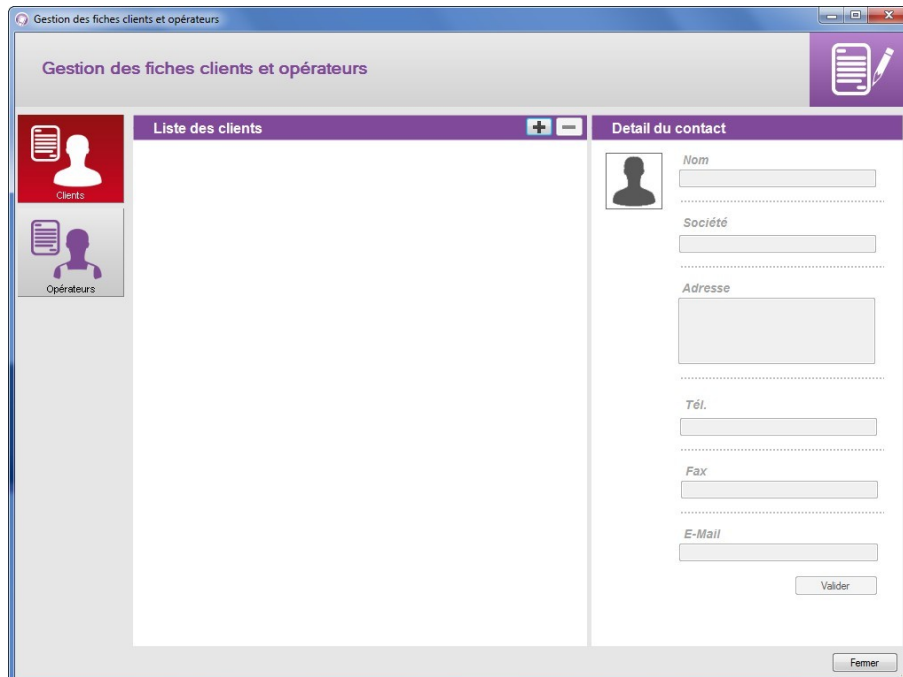 Gestion des fiches clients et opérateurs
Gestion des fiches clients et opérateurs
Clients
Opérateurs
Liste des clients
Detail du contact
Nom
Société
Adresse
Tél.
Fax
E-Mail
Valider
Fermer